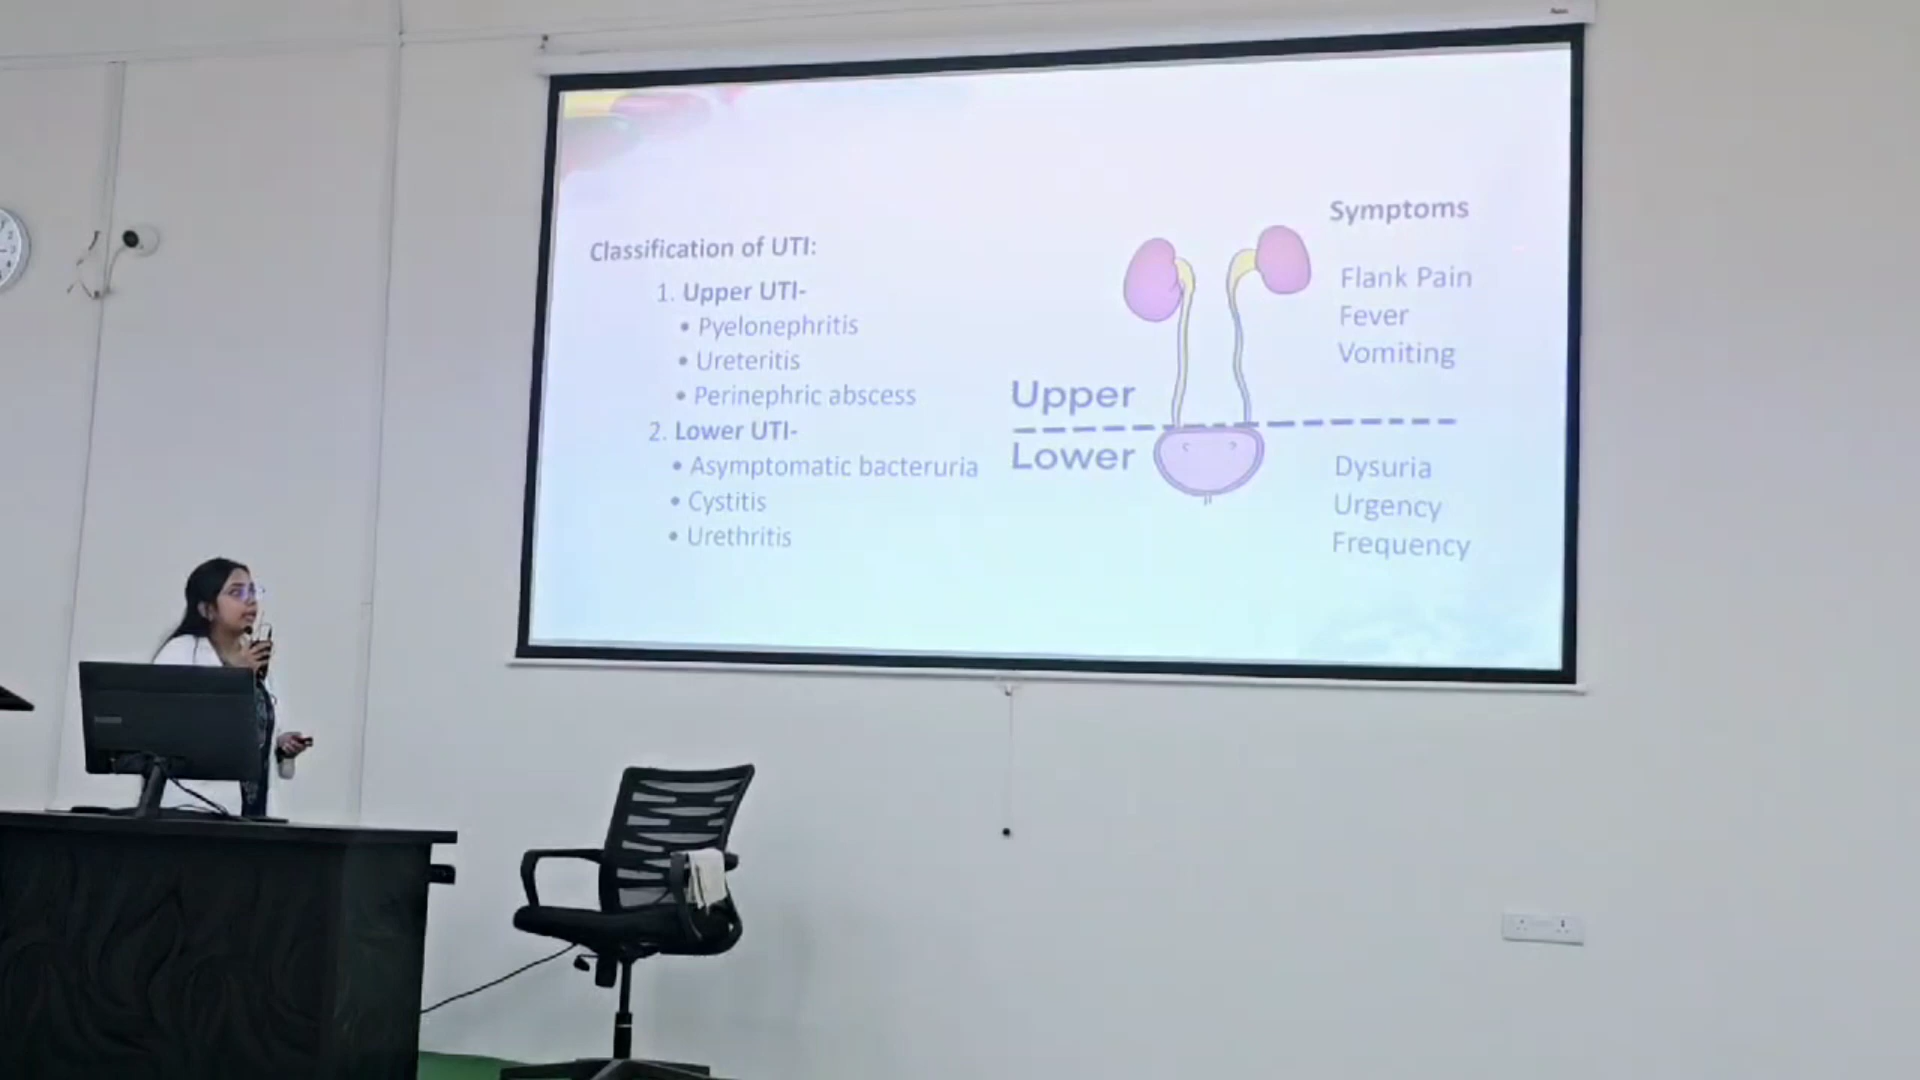 Classification of UTI:
1. Upper UTI-
• Pyelonephritis
• Ureteritis
• Perinephric abscess
2. Lower UTI-
• Asymptomatic bacteruria
• Cystitis
• Urethritis
Upper
Lower
Symptoms
Flank Pain
Fever
Vomiting
Dysuria
Urgency
Frequency